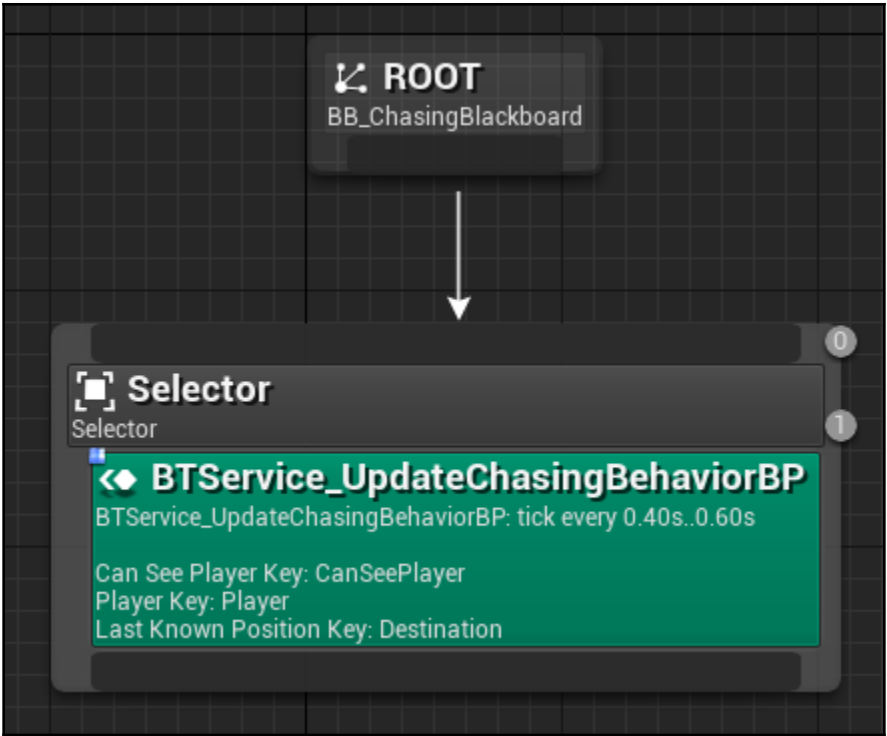 ROOT
BB_ChasingBlackboard
0
Selector
Selector
1
BTService_UpdateChasingBehaviorBP
BTService_UpdateChasingBehaviorBP: tick every 0.40s..0.60s
Can See Player Key: CanSeePlayer
Player Key: Player
Last Known Position Key: Destination